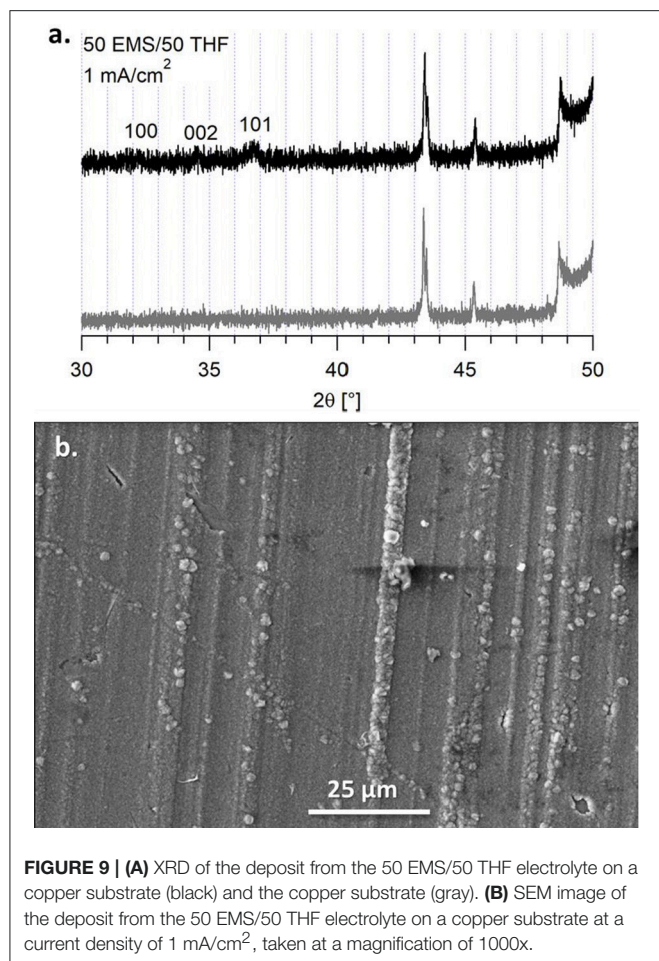 a.
50 EMS/50 THF
1 mA/cm²
100 002 101
30 35 40 45 50
2θ [°]
b.
25 µm
FIGURE 9 | (A) XRD of the deposit from the 50 EMS/50 THF electrolyte on a
copper substrate (black) and the copper substrate (gray). (B) SEM image of
the deposit from the 50 EMS/50 THF electrolyte on a copper substrate at a
current density of 1 mA/cm², taken at a magnification of 1000x.